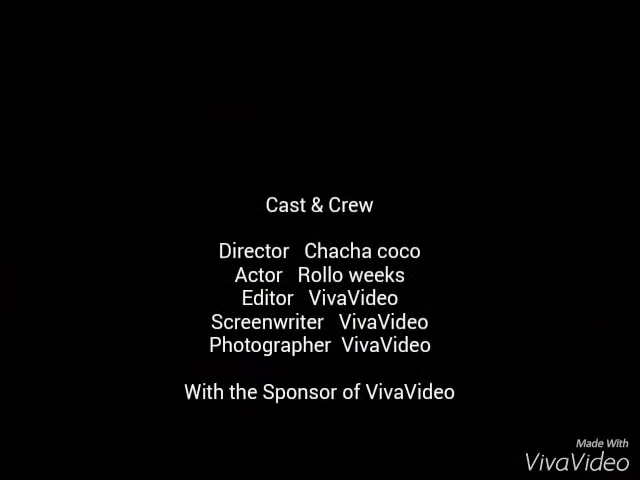 Cast & Crew
Director Chacha coco
Actor Rollo weeks
Editor VivaVideo
Screenwriter VivaVideo
Photographer VivaVideo
With the Sponsor of VivaVideo
Made With
VivaVideo